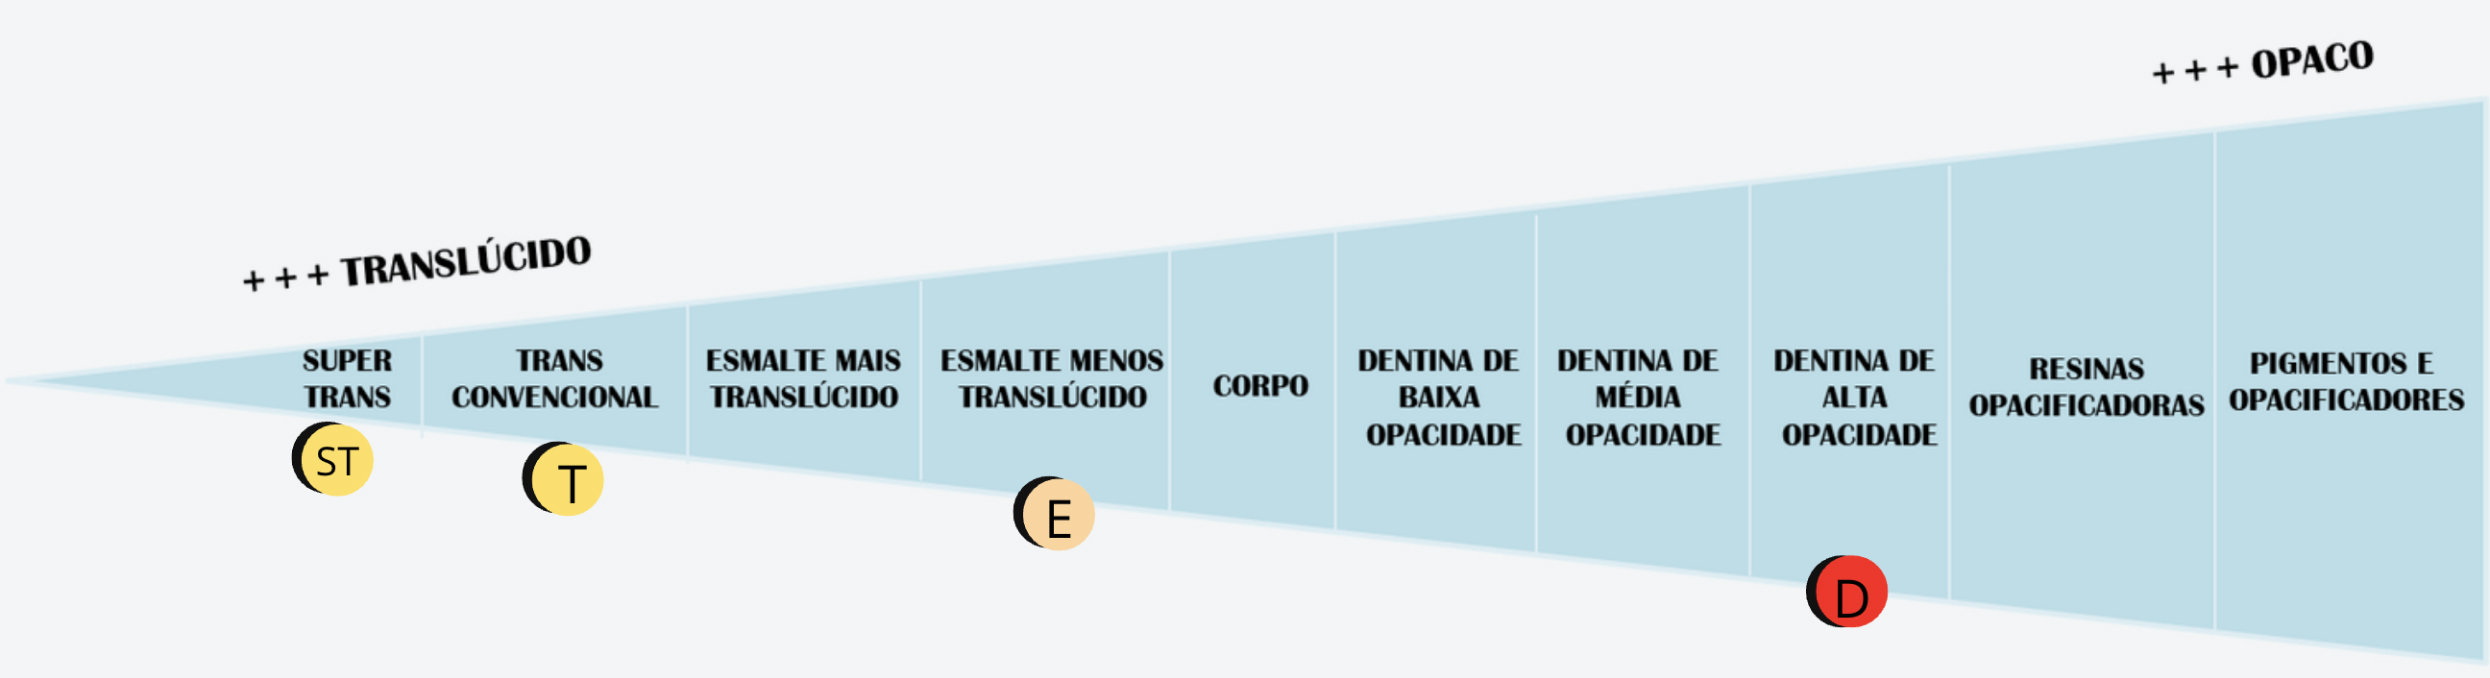 + + + OPACO
+ + + TRANSLÚCIDO
SUPER
TRANS
TRANS
CONVENCIONAL
ESMALTE MAIS
TRANSLÚCIDO
ESMALTE MENOS
TRANSLÚCIDO
CORPO
DENTINA DE
BAIXA
OPACIDADE
DENTINA DE
MÉDIA
OPACIDADE
DENTINA DE
ALTA
OPACIDADE
RESINAS
OPACIFICADORAS
PIGMENTOS E
OPACIFICADORES
ST
T
E
D